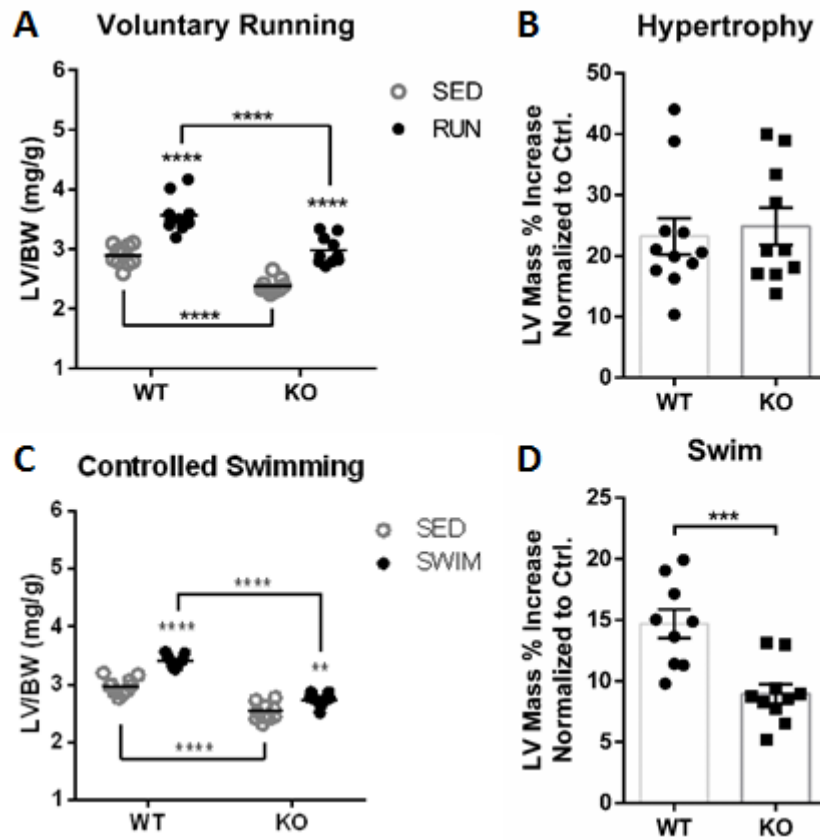 A
Voluntary Running
6
5
4
3
2
1
LV/BW (mg/g)
SED
RUN
****
****
****
****
WT
KO
B
Hypertrophy
50
40
30
20
10
0
LV Mass % Increase
Normalized to Ctrl.
WT
KO
C
Controlled Swimming
6
5
4
3
2
1
LV/BW (mg/g)
SED
SWIM
****
****
**
****
WT
KO
D
Swim
25
20
15
10
5
0
LV Mass % Increase
Normalized to Ctrl.
***
WT
KO